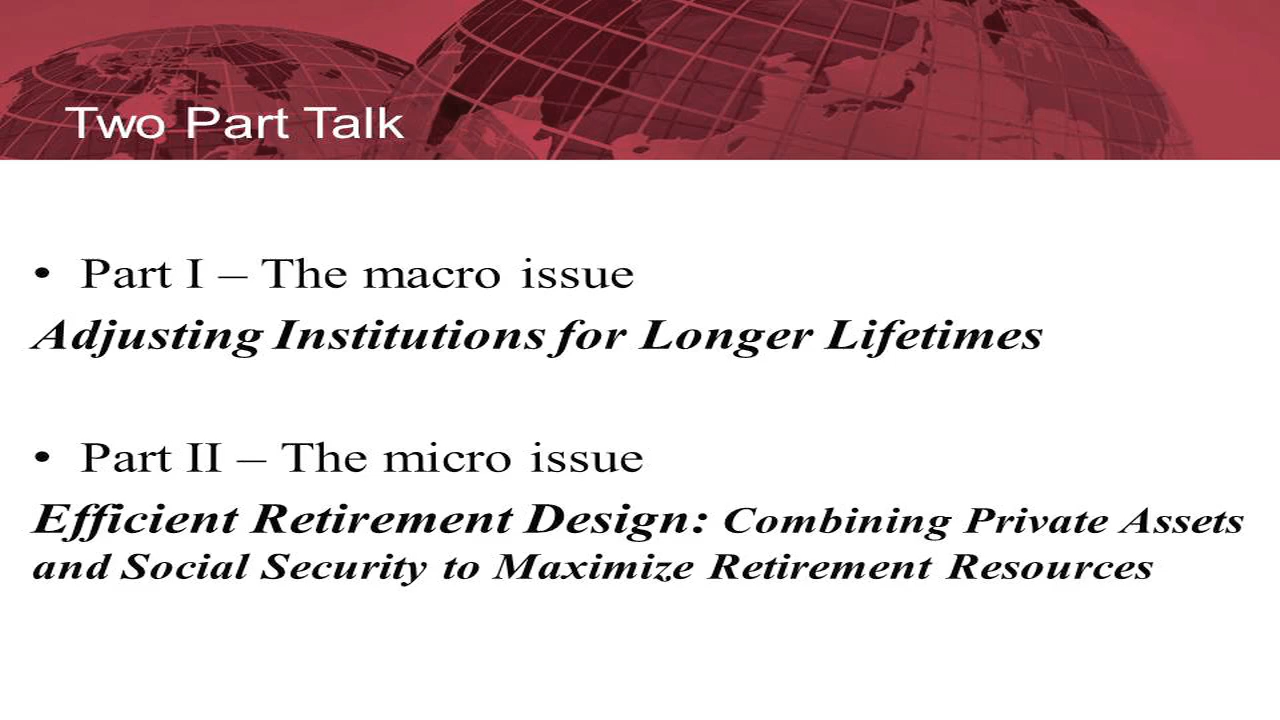 Two Part Talk
• Part I – The macro issue
Adjusting Institutions for Longer Lifetimes
• Part II – The micro issue
Efficient Retirement Design: Combining Private Assets
and Social Security to Maximize Retirement Resources